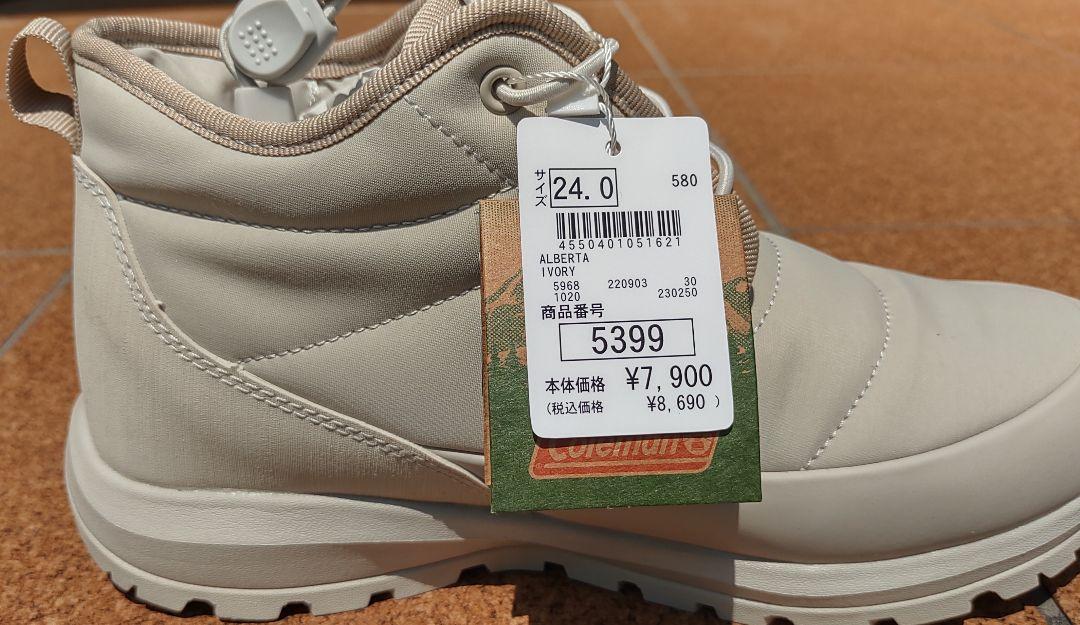 サイズ 24.0 580
4550401051621
ALBERTA
IVORY
5968 220903 30
1020 230250
商品番号
5399
本体価格 ¥7,900
(税込価格 ¥8,690 )
Coleman